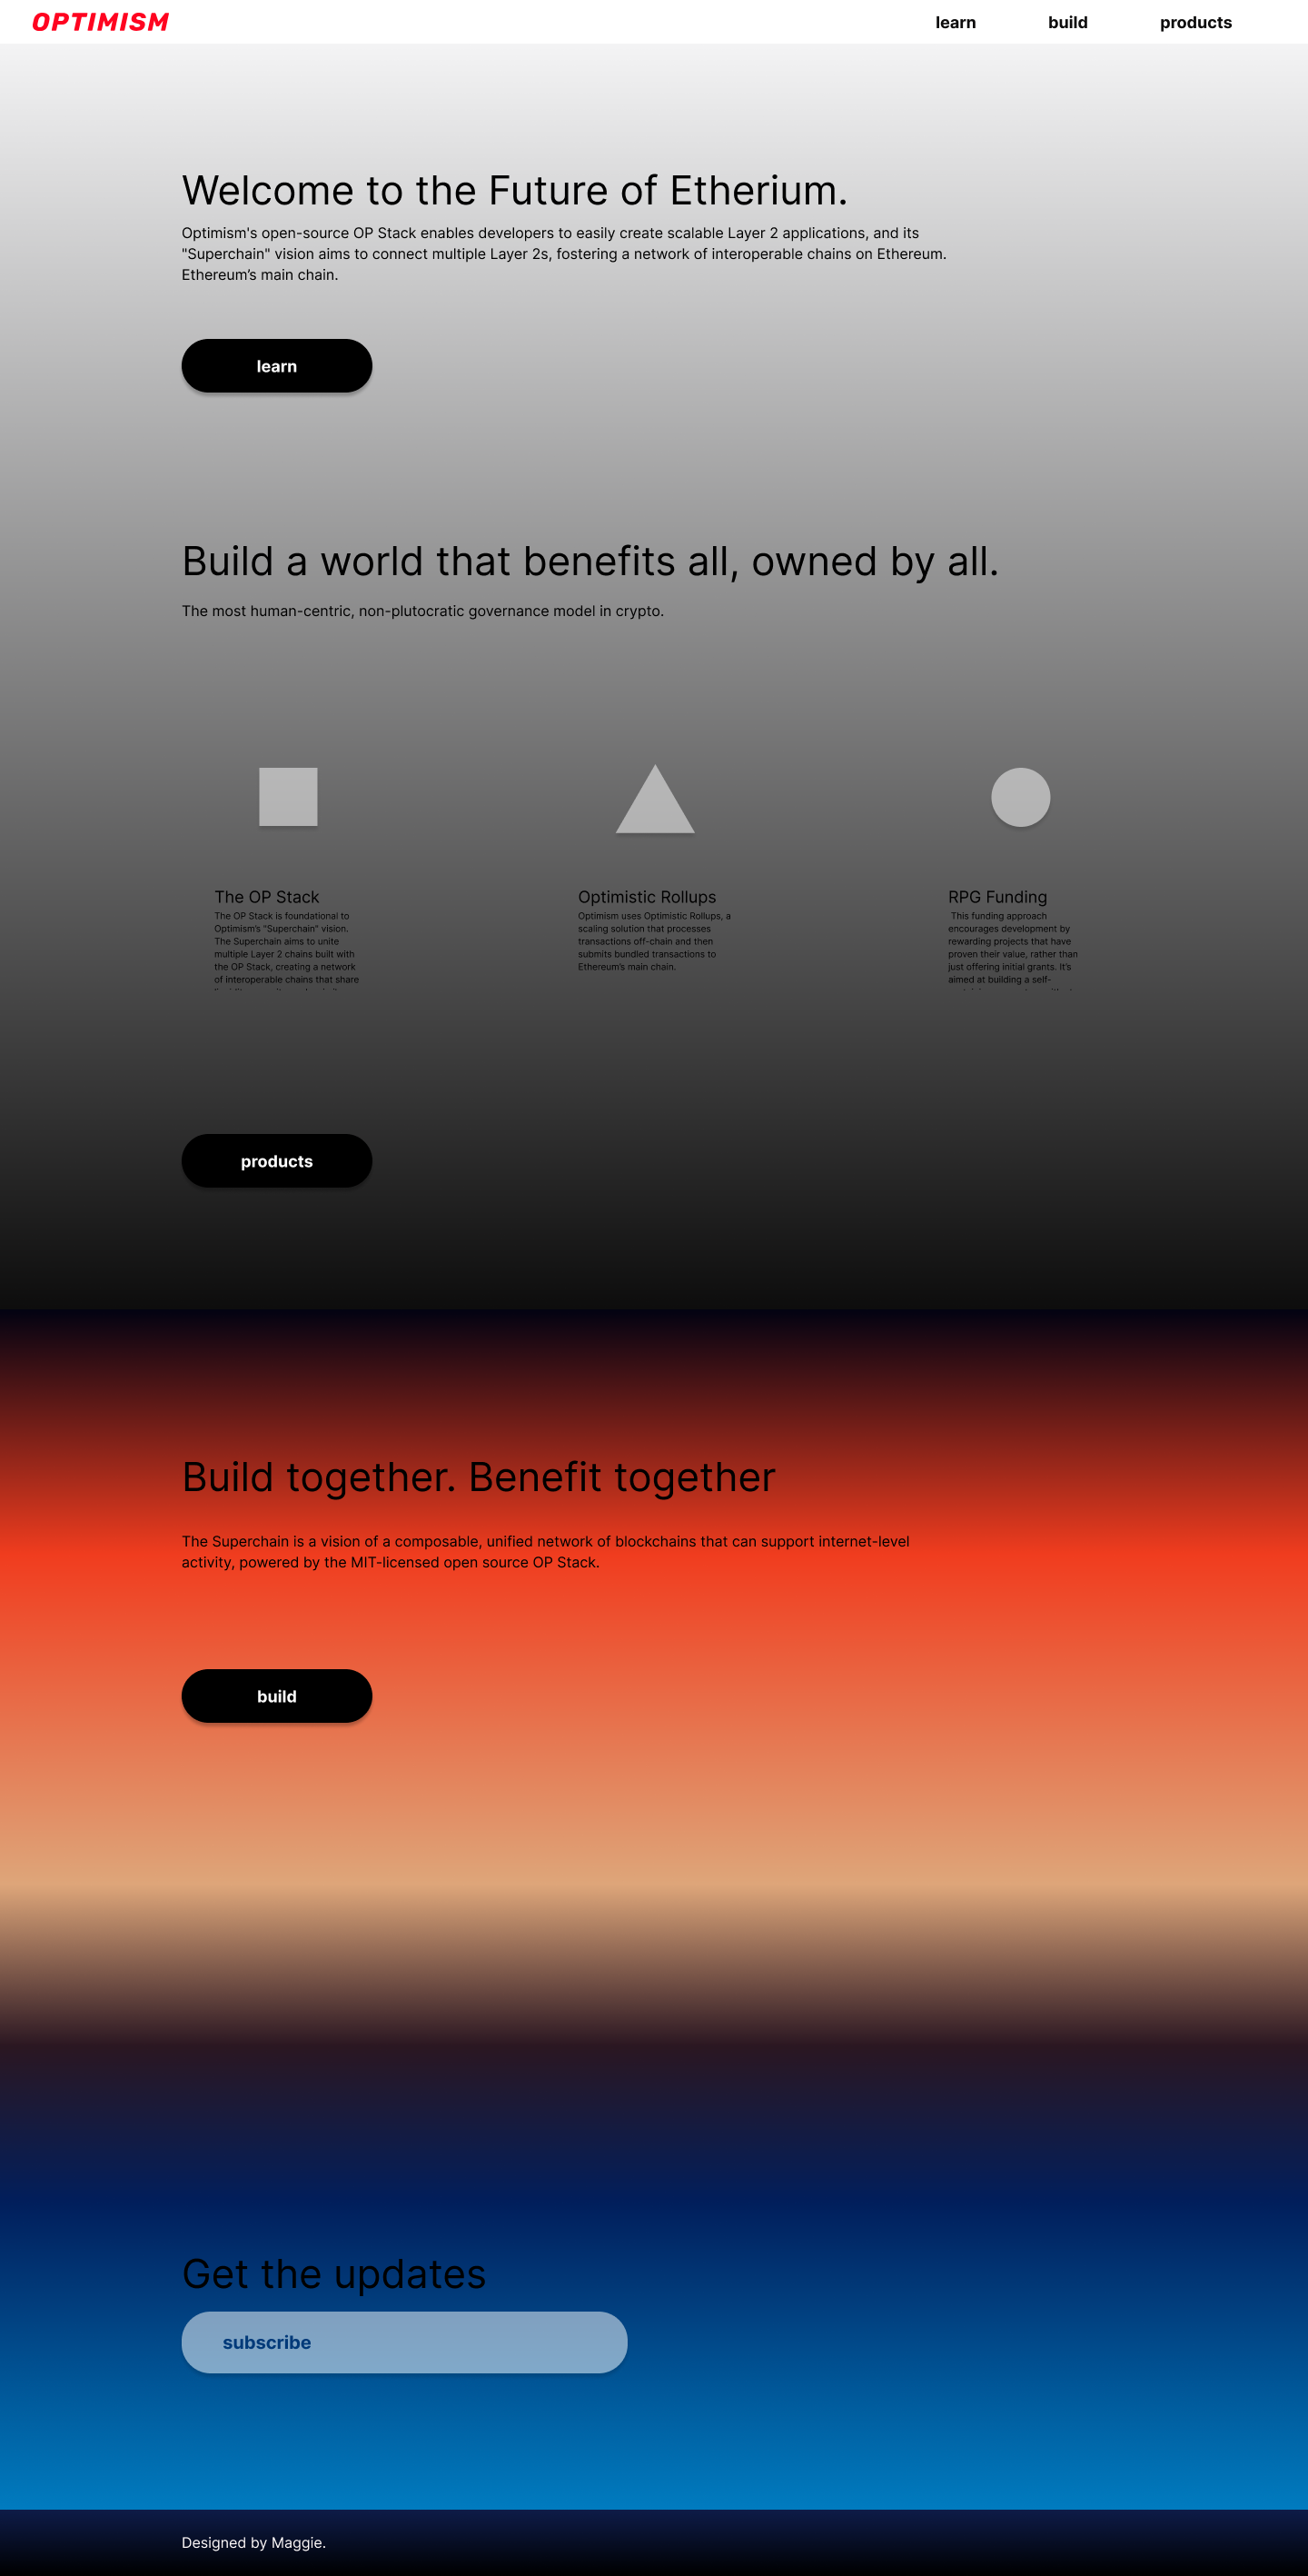 OPTIMISM
learn build products
Welcome to the Future of Etherium.
Optimism's open-source OP Stack enables developers to easily create scalable Layer 2 applications, and its
"Superchain" vision aims to connect multiple Layer 2s, fostering a network of interoperable chains on Ethereum.
Ethereum’s main chain.
learn
Build a world that benefits all, owned by all.
The most human-centric, non-plutocratic governance model in crypto.
The OP Stack
The OP Stack is foundational to
Optimism’s "Superchain" vision.
The Superchain aims to unite
multiple Layer 2 chains built with
the OP Stack, creating a network
of interoperable chains that share
Optimistic Rollups
Optimism uses Optimistic Rollups, a
scaling solution that processes
transactions off-chain and then
submits bundled transactions to
Ethereum’s main chain.
RPG Funding
This funding approach
encourages development by
rewarding projects that have
proven their value, rather than
just offering initial grants. It’s
aimed at building a self-
products
Build together. Benefit together
The Superchain is a vision of a composable, unified network of blockchains that can support internet-level
activity, powered by the MIT-licensed open source OP Stack.
build
Get the updates
subscribe
Designed by Maggie.